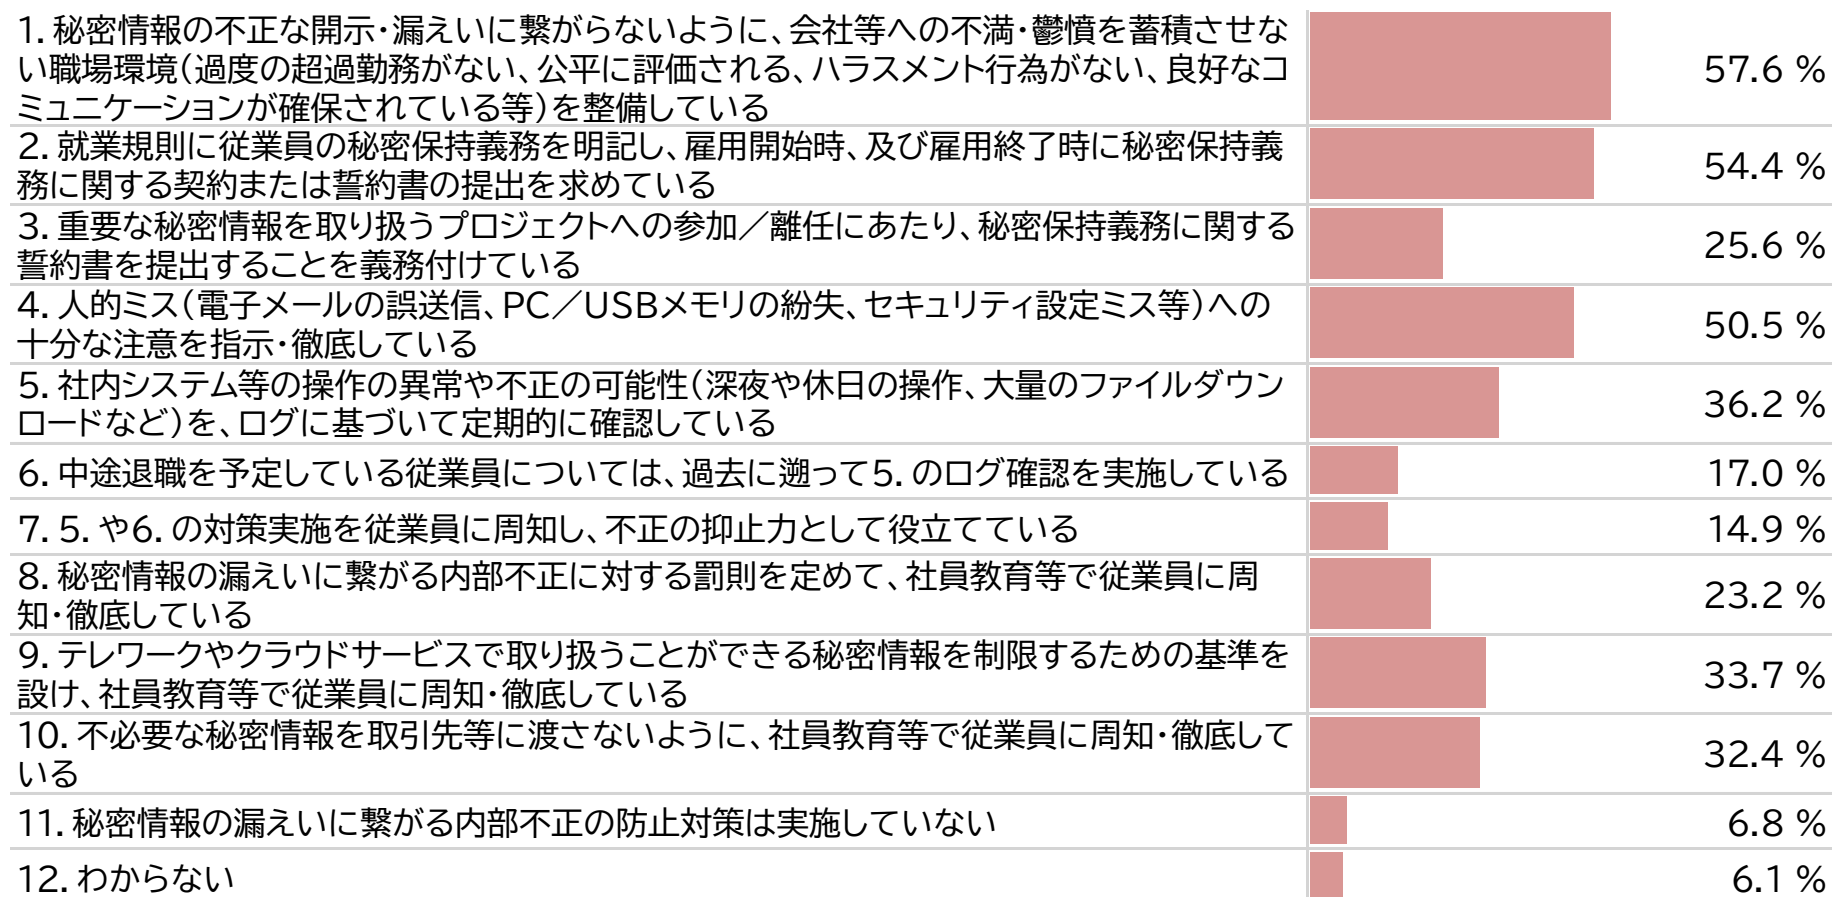 1. 秘密情報の不正な開示・漏えいに繋がらないように、会社等への不満・鬱憤を蓄積させな
い職場環境(過度の超過勤務がない、公平に評価される、ハラスメント行為がない、良好なコ
ミュニケーションが確保されている等)を整備している
57.6 %
2. 就業規則に従業員の秘密保持義務を明記し、雇用開始時、及び雇用終了時に秘密保持義
務に関する契約または誓約書の提出を求めている
54.4 %
3. 重要な秘密情報を取り扱うプロジェクトへの参加／離任にあたり、秘密保持義務に関する
誓約書を提出することを義務付けている
25.6 %
4. 人的ミス(電子メールの誤送信、PC／USBメモリの紛失、セキュリティ設定ミス等)への
十分な注意を指示・徹底している
50.5 %
5. 社内システム等の操作の異常や不正の可能性(深夜や休日の操作、大量のファイルダウン
ロードなど)を、ログに基づいて定期的に確認している
36.2 %
6. 中途退職を予定している従業員については、過去に遡って5. のログ確認を実施している
17.0 %
7. 5. や6. の対策実施を従業員に周知し、不正の抑止力として役立てている
14.9 %
8. 秘密情報の漏えいに繋がる内部不正に対する罰則を定めて、社員教育等で従業員に周
知・徹底している
23.2 %
9. テレワークやクラウドサービスで取り扱うことができる秘密情報を制限するための基準を
設け、社員教育等で従業員に周知・徹底している
33.7 %
10. 不必要な秘密情報を取引先等に渡さないように、社員教育等で従業員に周知・徹底して
いる
32.4 %
11. 秘密情報の漏えいに繋がる内部不正の防止対策は実施していない
6.8 %
12. わからない
6.1 %